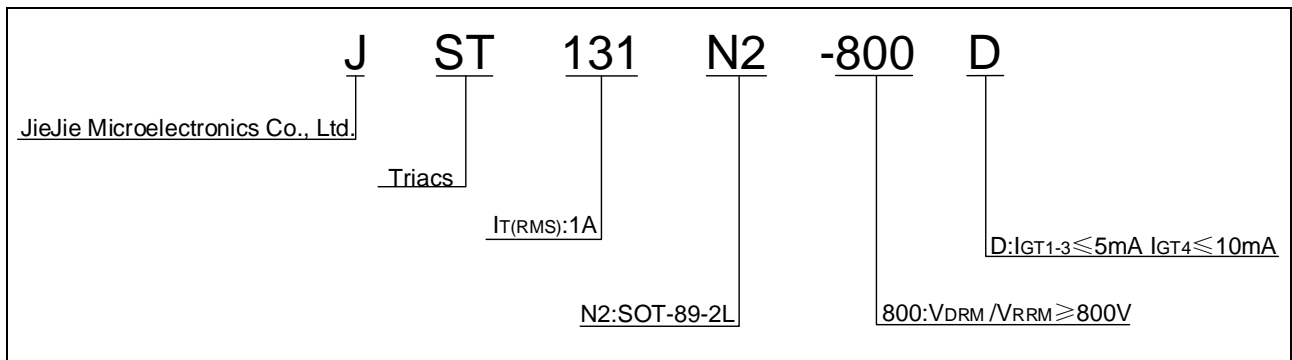 J ST 131 N2 -800 D
JieJie Microelectronics Co., Ltd.
Triacs
IT(RMS):1A
D:IGT1-3≤5mA IGT4≤10mA
N2:SOT-89-2L
800:VDRM /VRRM≥800V